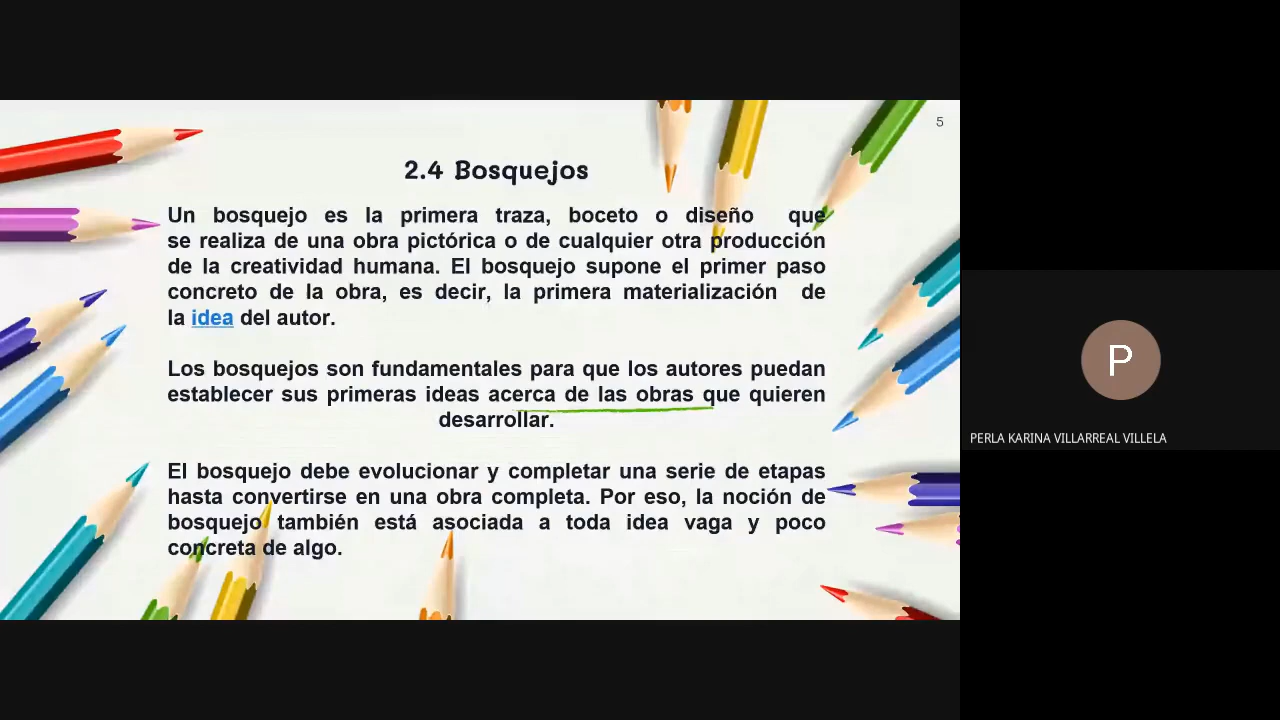 5
2.4 Bosquejos
Un bosquejo es la primera traza, boceto o diseño que
se realiza de una obra pictórica o de cualquier otra producción
de la creatividad humana. El bosquejo supone el primer paso
concreto de la obra, es decir, la primera materialización de
la idea del autor.
Los bosquejos son fundamentales para que los autores puedan
establecer sus primeras ideas acerca de las obras que quieren
desarrollar.
El bosquejo debe evolucionar y completar una serie de etapas
hasta convertirse en una obra completa. Por eso, la noción de
bosquejo también está asociada a toda idea vaga y poco
concreta de algo.
P
PERLA KARINA VILLARREAL VILLELA